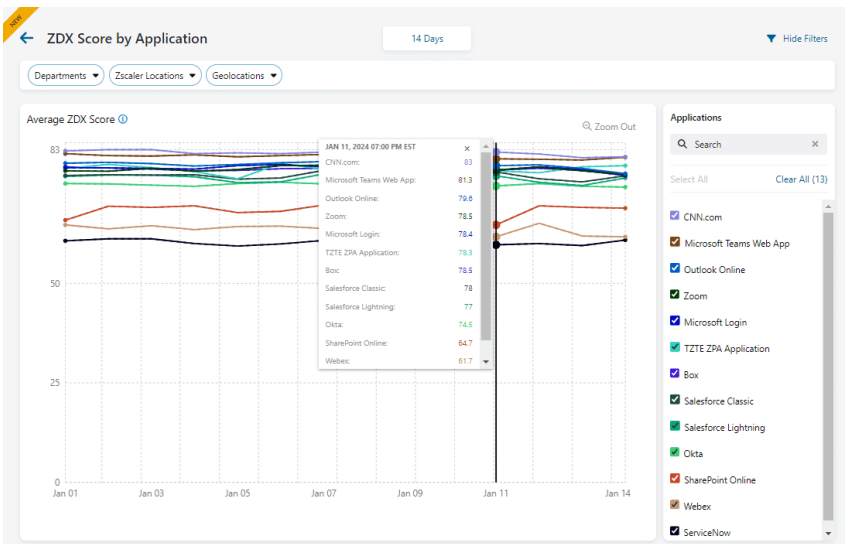 NEW
ZDX Score by Application
14 Days
Hide Filters
Departments
Zscaler Locations
Geolocations
Average ZDX Score
Zoom Out
83
50
25
0
Jan 01
Jan 03
Jan 05
Jan 07
Jan 09
Jan 11
Jan 14
JAN 11, 2024 07:00 PM EST
CNN.com: 83
Microsoft Teams Web App: 81.3
Outlook Online: 79.6
Zoom: 78.5
Microsoft Login: 78.4
TZTE ZPA Application: 78.3
Box: 78.5
Salesforce Classic: 78
Salesforce Lightning: 77
Okta: 74.5
SharePoint Online: 64.7
Webex: 61.7
Applications
Search
Select All
Clear All (13)
CNN.com
Microsoft Teams Web App
Outlook Online
Zoom
Microsoft Login
TZTE ZPA Application
Box
Salesforce Classic
Salesforce Lightning
Okta
SharePoint Online
Webex
ServiceNow